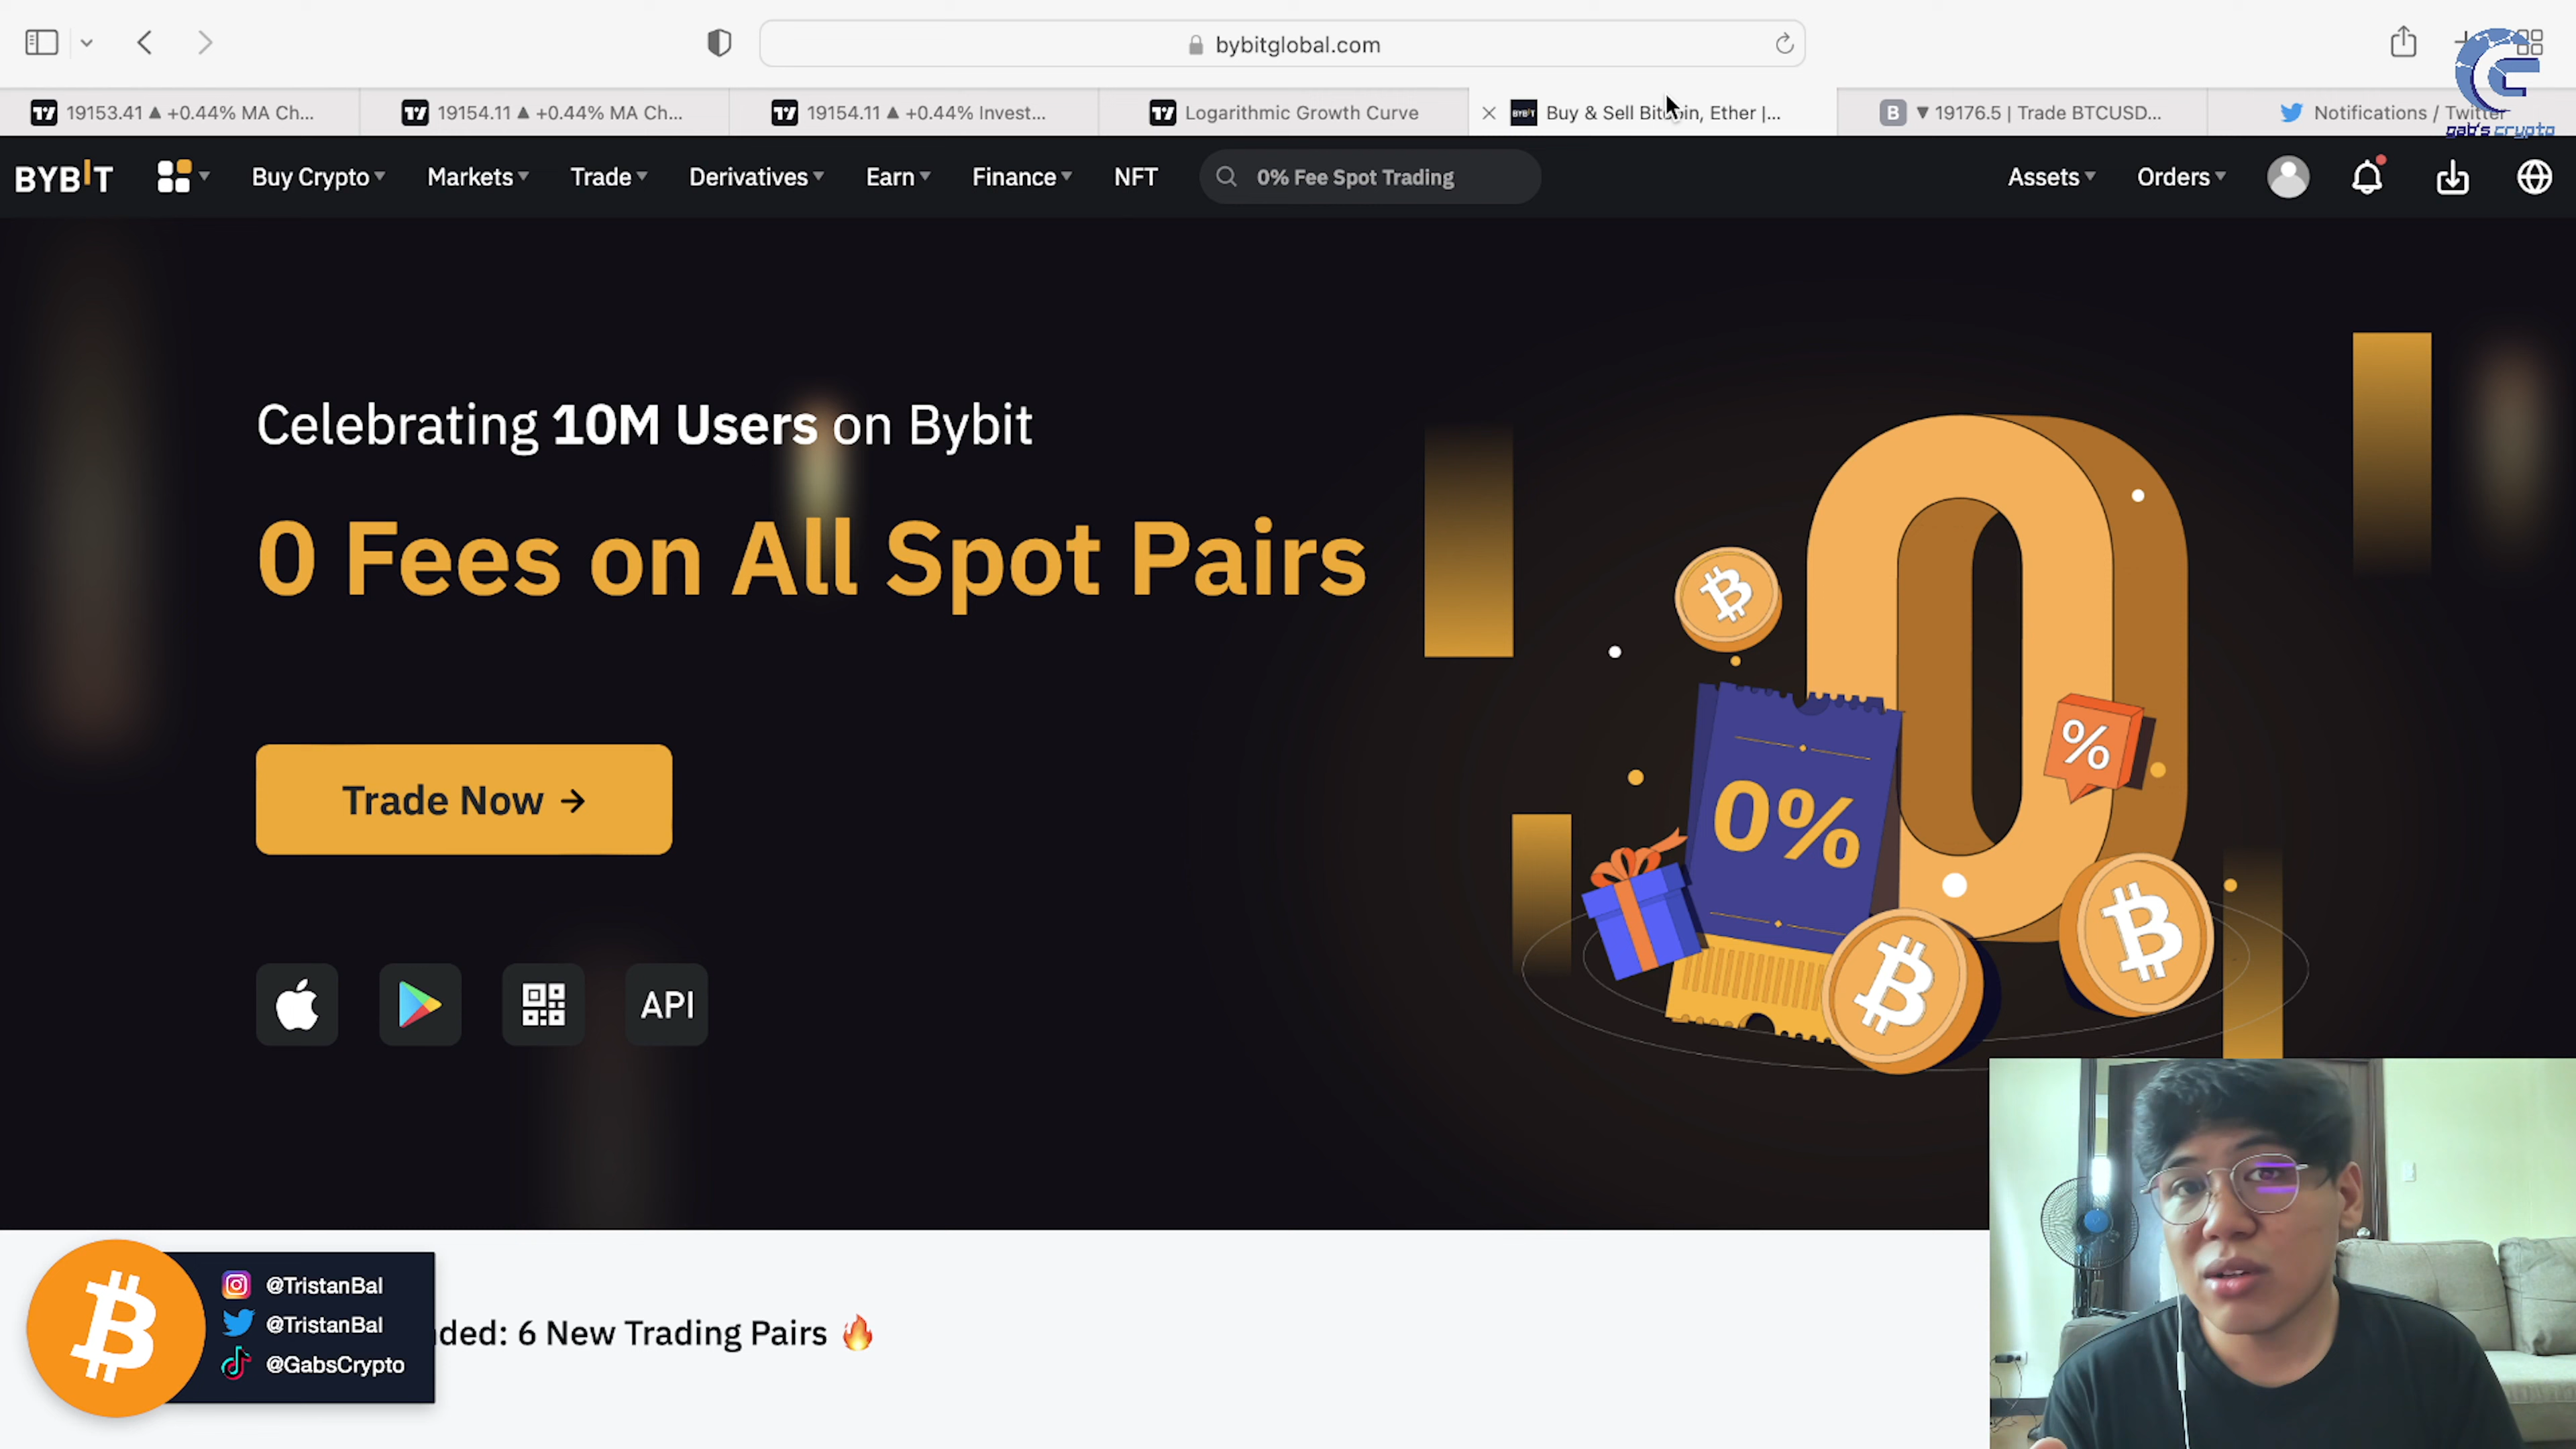 bybitglobal.com
19153.41 ▲ +0.44% MA Ch...
19154.11 ▲ +0.44% MA Ch...
19154.11 ▲ +0.44% Invest...
Logarithmic Growth Curve
Buy & Sell Bitcoin, Ether |...
▼ 19176.5 | Trade BTCUSD...
Notifications / Twitter
gab's crypto
BYBIT
Buy Crypto
Markets
Trade
Derivatives
Earn
Finance
NFT
0% Fee Spot Trading
Assets
Orders
Celebrating 10M Users on Bybit
0 Fees on All Spot Pairs
Trade Now →
API
0%
%
@TristanBal
@TristanBal
@GabsCrypto
ded: 6 New Trading Pairs 🔥